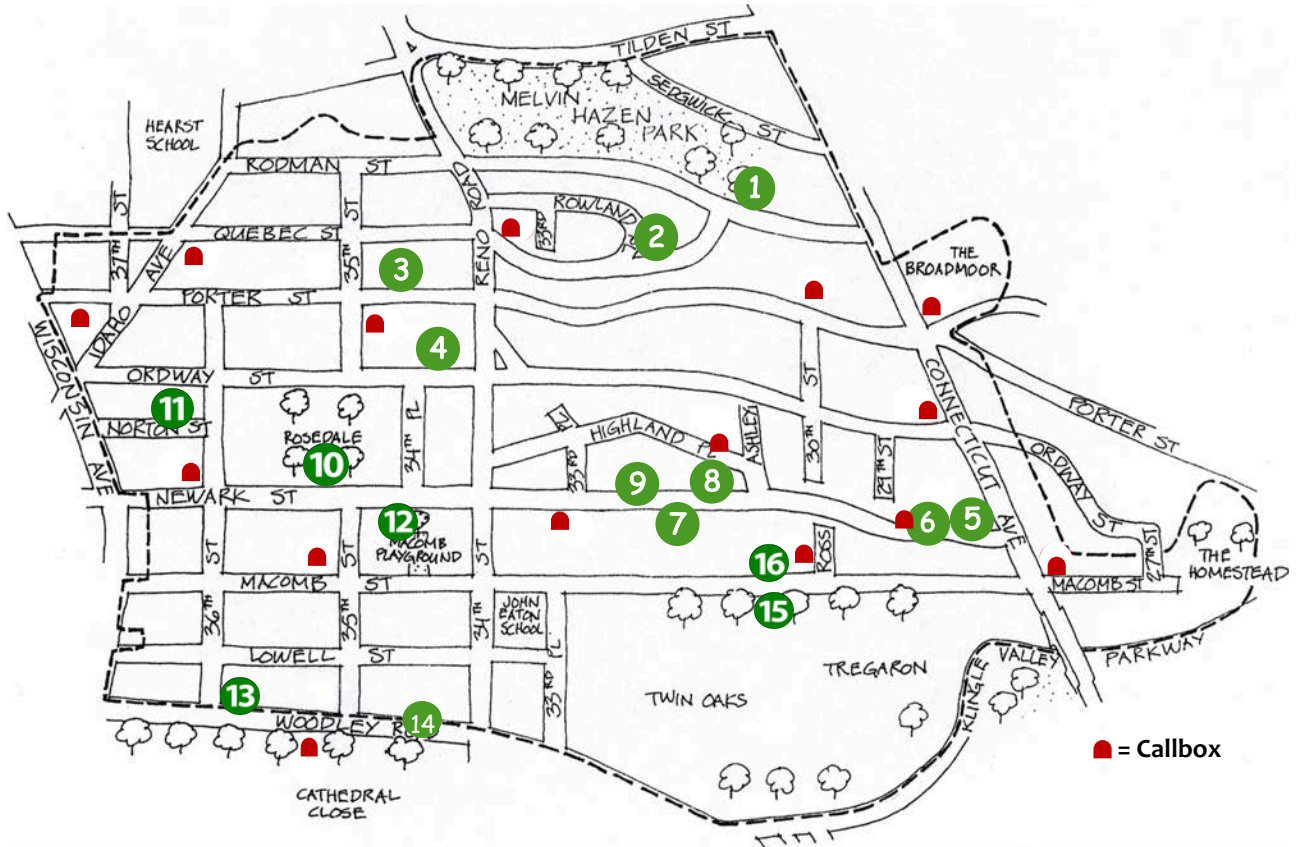 TILDEN ST
SEDGWICK ST
MELVIN
HAZEN
PARK
HEARST
SCHOOL
RODMAN ST
ROAD
RENO
ROWLAND
33RD
1
2
37TH ST
IDAHO AVE
QUEBEC ST
35TH ST
3
THE
BROADMOOR
PORTER ST
4
WISCONSIN AVE
ORDWAY ST
11
NORTON ST
ROSEDALE
10
34TH PL
HIGHLAND PL
33RD
ASHLEY
30TH ST
29TH ST
CONNECTICUT AVE
PORTER ST
ORDWAY ST
27TH ST
9
8
7
6
5
NEWARK ST
12
MACOMB
PLAYGROUND
16
ROSS
THE
HOMESTEAD
36TH ST
35TH ST
34TH ST
MACOMB ST
MACOMB ST
JOHN
EATON
SCHOOL
15
LOWELL ST
33RD PL
TREGARON
TWIN OAKS
KLINGLE
VALLEY
PARKWAY
13
14
WOODLEY
CATHEDRAL
CLOSE
= Callbox